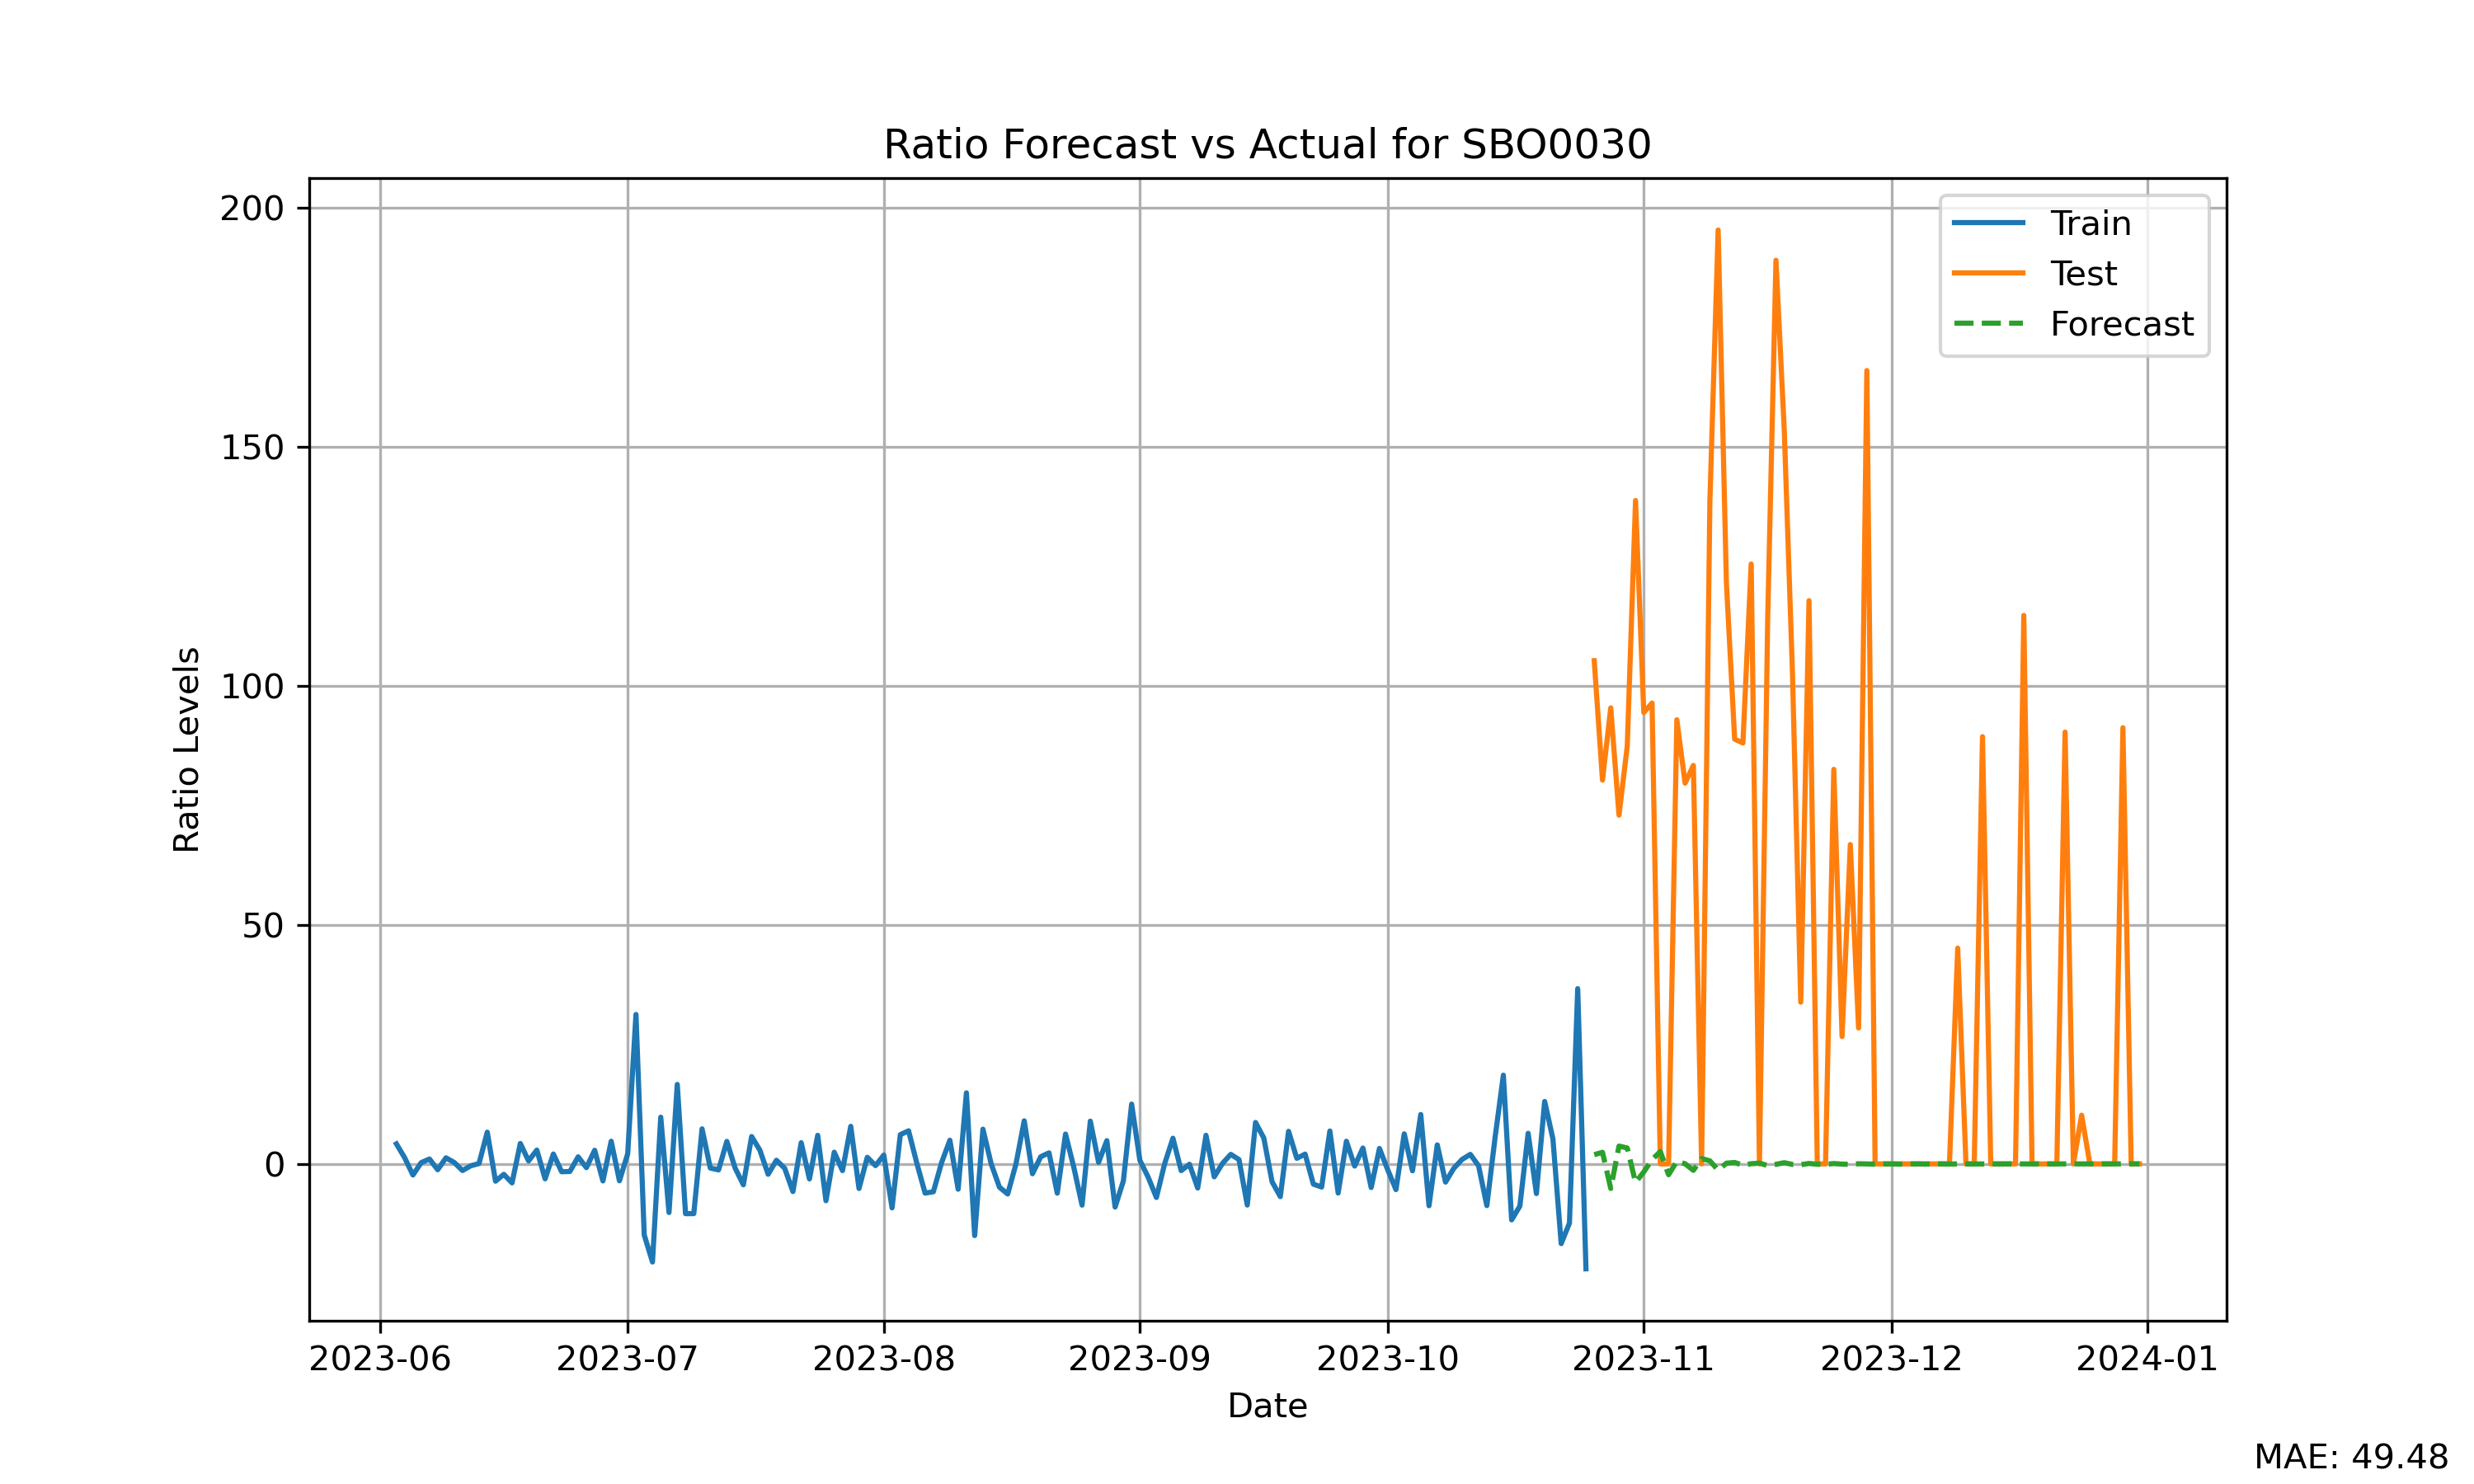 Ratio Forecast vs Actual for SBO0030
Train
Test
Forecast
Ratio Levels
200
150
100
50
0
2023-06
2023-07
2023-08
2023-09
2023-10
2023-11
2023-12
2024-01
Date
MAE: 49.48